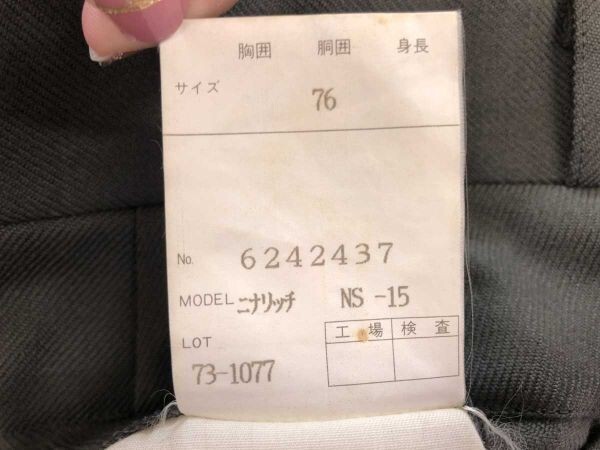 胸囲 胴囲 身長
サイズ 76
No. 6242437
MODEL ニナリッチ NS-15
工場 検査
LOT
73-1077